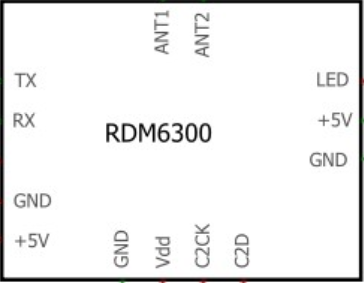 ANT1
ANT2
TX
LED
RX
+5V
RDM6300
GND
GND
+5V
GND
Vdd
C2CK
C2D